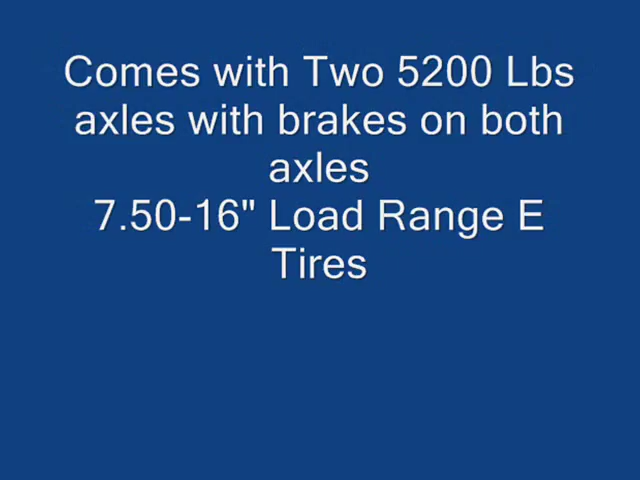 Comes with Two 5200 Lbs
axles with brakes on both
axles
7.50-16" Load Range E
Tires